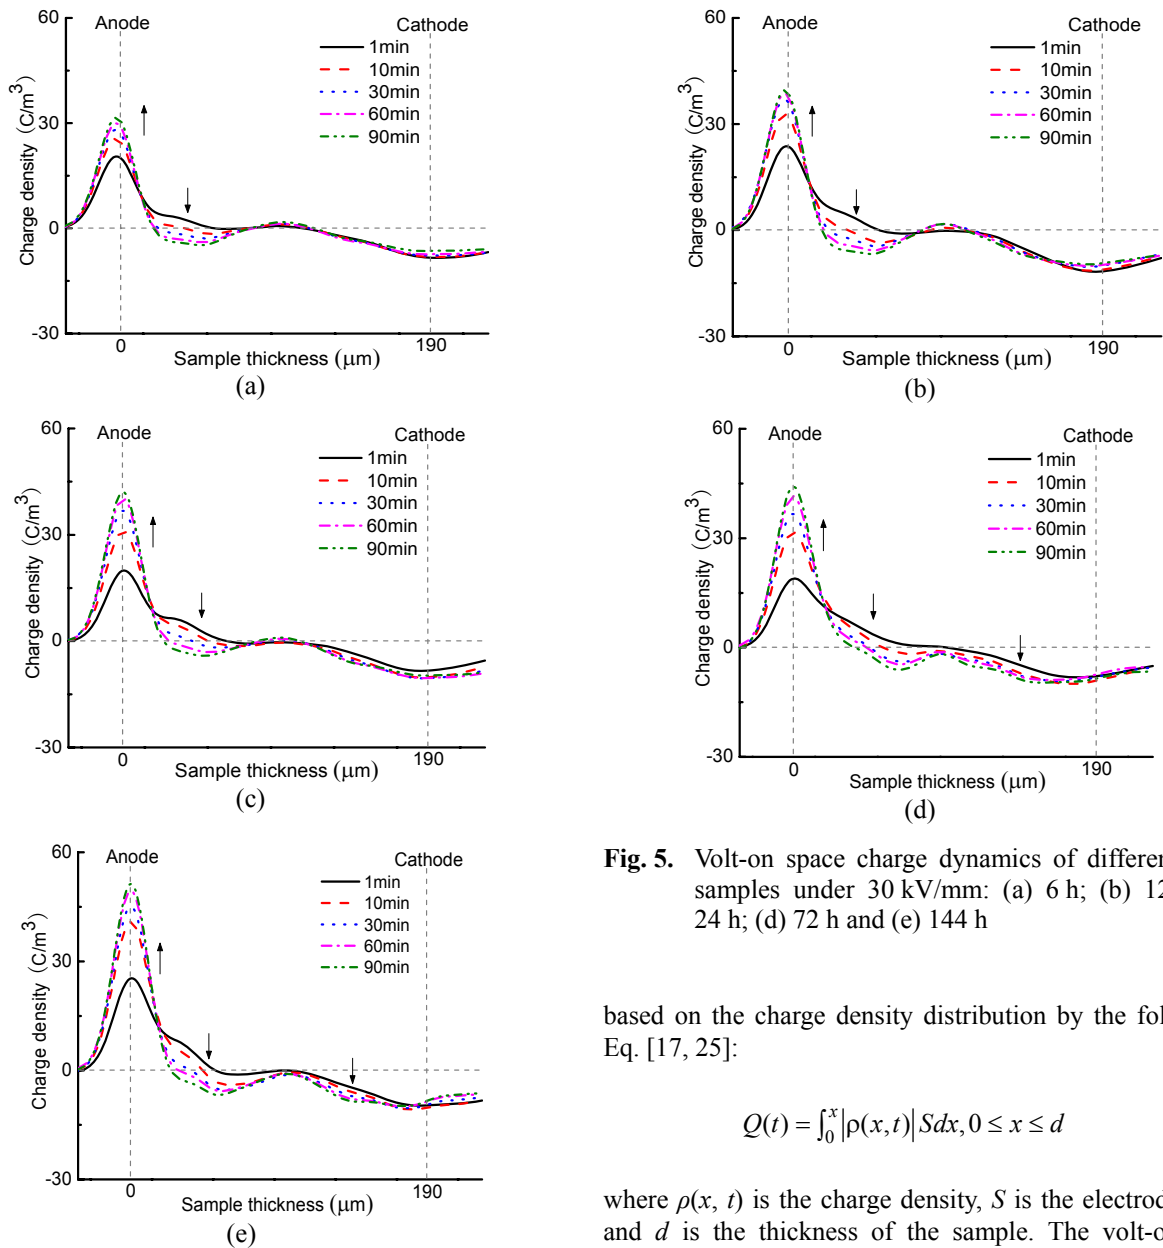 60
Anode
Cathode
1min
10min
30min
60min
90min
30
0
-30
Charge density (C/m³)
0
190
Sample thickness (μm)
(a)
60
Anode
Cathode
1min
10min
30min
60min
90min
30
0
-30
Charge density (C/m³)
0
190
Sample thickness (μm)
(b)
60
Anode
Cathode
1min
10min
30min
60min
90min
30
0
-30
Charge density (C/m³)
0
190
Sample thickness (μm)
(c)
60
Anode
Cathode
1min
10min
30min
60min
90min
30
0
-30
Charge density (C/m³)
0
190
Sample thickness (μm)
(d)
60
Anode
Cathode
1min
10min
30min
60min
90min
30
0
-30
Charge density (C/m³)
0
190
Sample thickness (μm)
(e)
Fig. 5. Volt-on space charge dynamics of differen
samples under 30 kV/mm: (a) 6 h; (b) 12
24 h; (d) 72 h and (e) 144 h
based on the charge density distribution by the fol
Eq. [17, 25]:
Q(t) = ∫₀ˣ |ρ(x,t)| Sdx, 0 ≤ x ≤ d
where ρ(x, t) is the charge density, S is the electrod
and d is the thickness of the sample. The volt-o